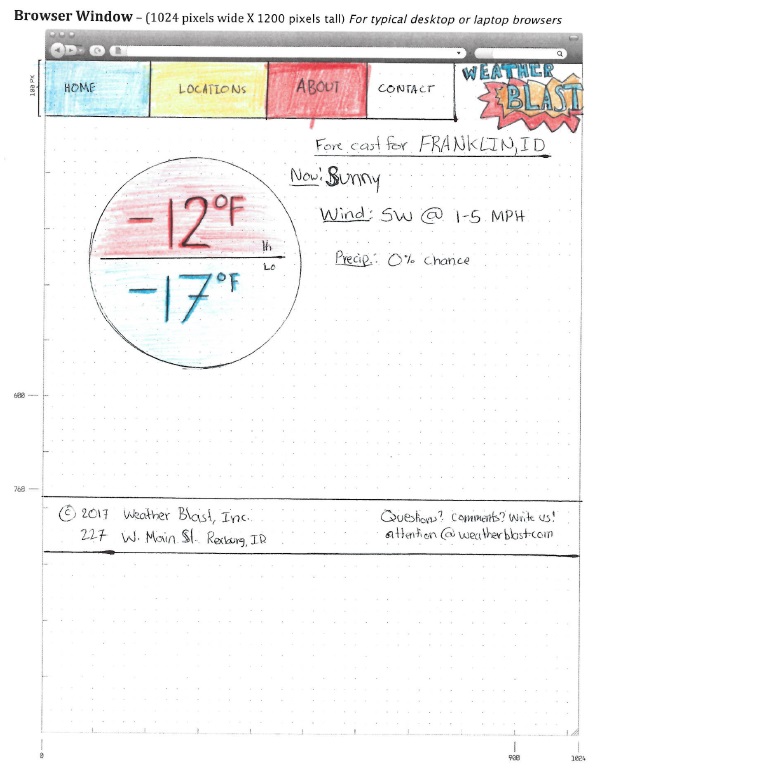 Browser Window – (1024 pixels wide X 1200 pixels tall) For typical desktop or laptop browsers
HOME LOCATIONS ABOUT CONTACT WEATHER BLAST
100 PX
Fore cast for FRANKLIN, ID
Now: Sunny
-12°F
Wind: SW @ 1-5 MPH
Hi
Precip.: 0% chance
Lo
-17°F
600
768
© 2017 Weather Blast, Inc. Questions? Comments? Write us!
227 W. Main St. Rexburg, ID attention@weatherblast.com
0 900 1024